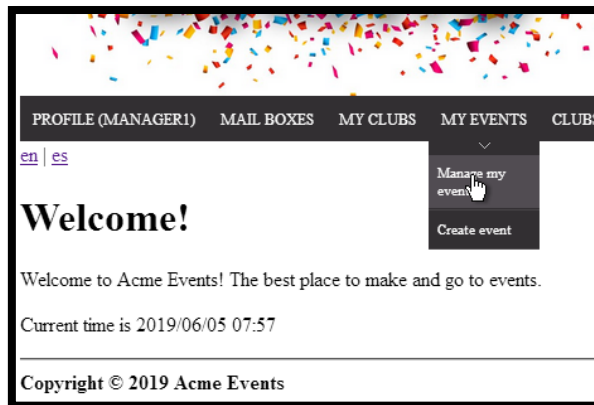 PROFILE (MANAGER1) MAIL BOXES MY CLUBS MY EVENTS CLUBS
en | es
Manage my
Create event
Welcome!
Welcome to Acme Events! The best place to make and go to events.
Current time is 2019/06/05 07:57
Copyright © 2019 Acme Events